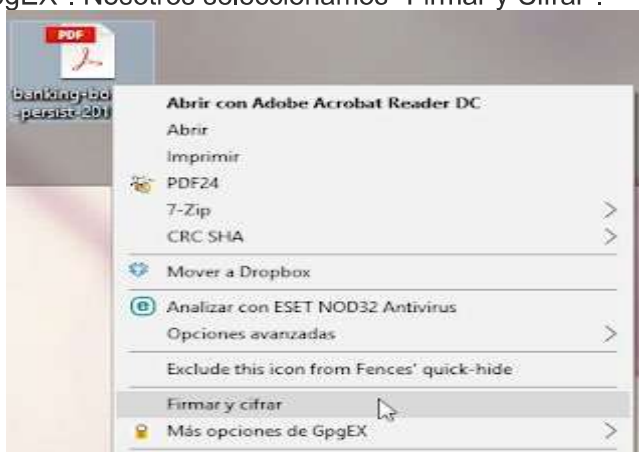 GpgEX". Nosotros seleccionamos "Firmar y Cifrar".
PDF
Abrir con Adobe Acrobat Reader DC
Abrir
Imprimir
PDF24
7-Zip
CRC SHA
Mover a Dropbox
Analizar con ESET NOD32 Antivirus
Opciones avanzadas
Exclude this icon from Fences' quick-hide
Firmar y cifrar
Más opciones de GpgEX